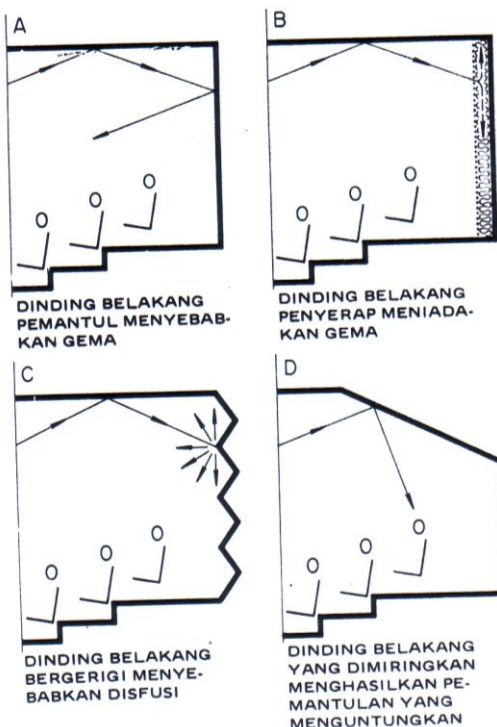 A
DINDING BELAKANG
PEMANTUL MENYEBAB-
KAN GEMA
B
DINDING BELAKANG
PENYERAP MENIADA-
KAN GEMA
C
DINDING BELAKANG
BERGERIGI MENYE-
BABKAN DISFUSI
D
DINDING BELAKANG
YANG DIMIRINGKAN
MENGHASILKAN PE-
MANTULAN YANG
MENGUNTUNGKAN